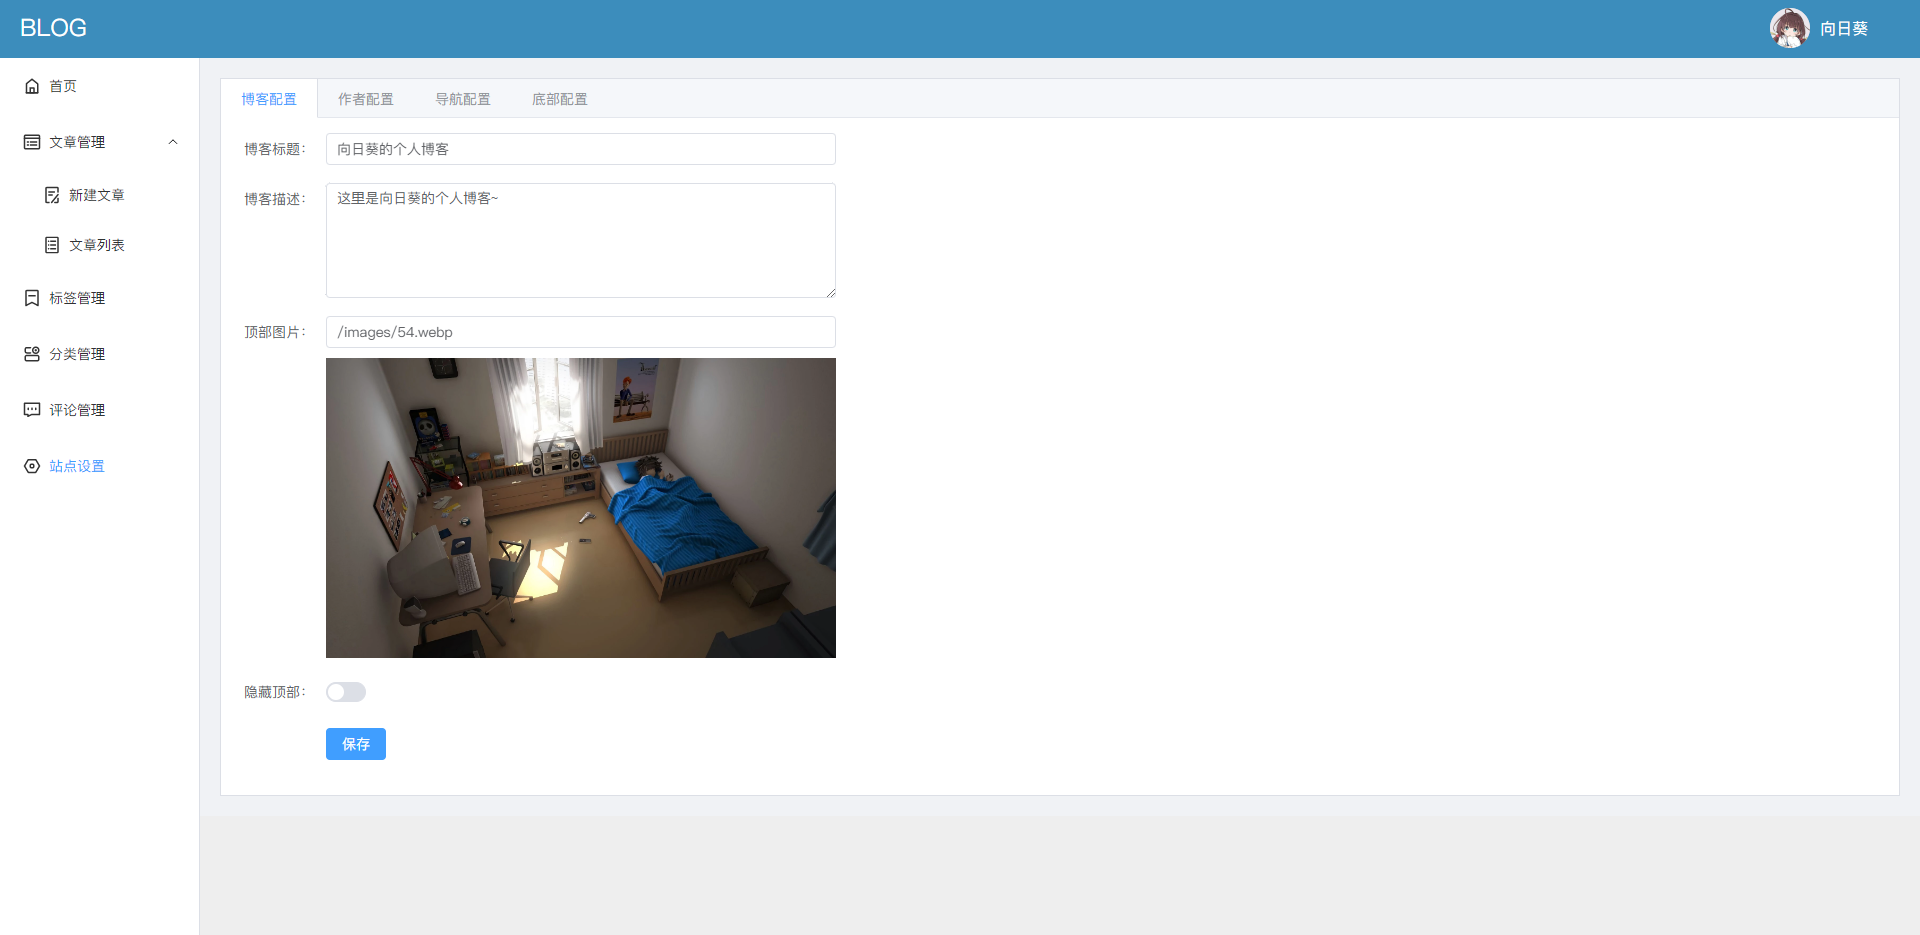 BLOG
向日葵
首页
文章管理
新建文章
文章列表
标签管理
分类管理
评论管理
站点设置
博客配置
作者配置
导航配置
底部配置
博客标题：
向日葵的个人博客
博客描述：
这里是向日葵的个人博客~
顶部图片：
/images/54.webp
隐藏顶部：
保存